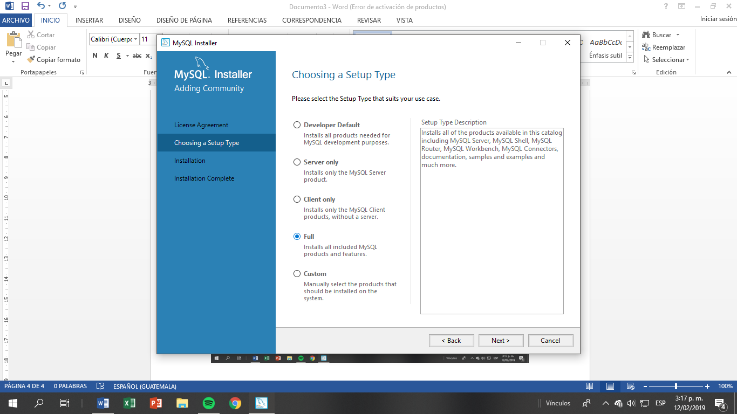 Documento3 - Word (Error de activación de productos)
ARCHIVO INICIO INSERTAR DISEÑO DISEÑO DE PÁGINA REFERENCIAS CORRESPONDENCIA REVISAR VISTA Iniciar sesión
Cortar
Copiar
Copiar formato
Pegar
Portapapeles
Calibri (Cuerpo 11
N K S abc X₂
AaBbCcDc
Énfasis sutil
Buscar
Reemplazar
Seleccionar
Edición
MySQL Installer
MySQL. Installer
Adding Community
License Agreement
Choosing a Setup Type
Installation
Installation Complete
Choosing a Setup Type
Please select the Setup Type that suits your use case.
Developer Default
Installs all products needed for
MySQL development purposes.
Server only
Installs only the MySQL Server
product.
Client only
Installs only the MySQL Client
products, without a server.
Full
Installs all included MySQL
products and features.
Custom
Manually select the products that
should be installed on the
system.
Setup Type Description
Installs all of the products available in this catalog
including MySQL Server, MySQL Shell, MySQL
Router, MySQL Workbench, MySQL Connectors,
documentation, samples and examples and
much more.
< Back
Next >
Cancel
PÁGINA 4 DE 4 0 PALABRAS ESPAÑOL (GUATEMALA) 100%
Vínculos ESP 3:17 p. m.
12/02/2019
4